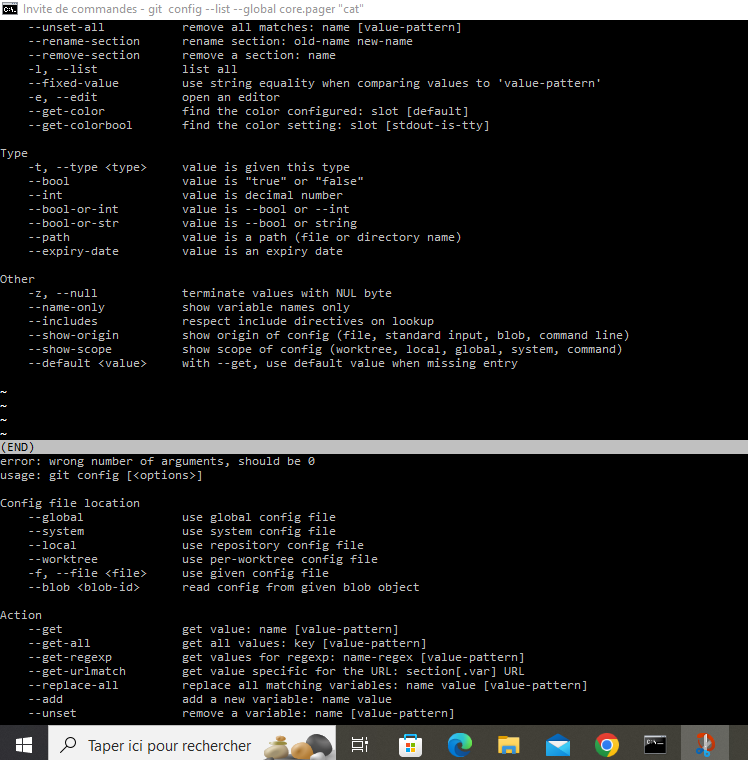 Invite de commandes - git  config --list --global core.pager "cat"
--unset-all           remove all matches: name [value-pattern]
--rename-section      rename section: old-name new-name
--remove-section      remove a section: name
-l, --list            list all
--fixed-value         use string equality when comparing values to 'value-pattern'
-e, --edit            open an editor
--get-color           find the color configured: slot [default]
--get-colorbool       find the color setting: slot [stdout-is-tty]
Type
-t, --type <type>     value is given this type
--bool                value is "true" or "false"
--int                 value is decimal number
--bool-or-int         value is --bool or --int
--bool-or-str         value is --bool or string
--path                value is a path (file or directory name)
--expiry-date         value is an expiry date
Other
-z, --null            terminate values with NUL byte
--name-only           show variable names only
--includes            respect include directives on lookup
--show-origin         show origin of config (file, standard input, blob, command line)
--show-scope          show scope of config (worktree, local, global, system, command)
--default <value>     with --get, use default value when missing entry
~
~
~
~
(END)
error: wrong number of arguments, should be 0
usage: git config [<options>]
Config file location
--global              use global config file
--system              use system config file
--local               use repository config file
--worktree            use per-worktree config file
-f, --file <file>     use given config file
--blob <blob-id>      read config from given blob object
Action
--get                 get value: name [value-pattern]
--get-all             get all values: key [value-pattern]
--get-regexp          get values for regexp: name-regex [value-pattern]
--get-urlmatch        get value specific for the URL: section[.var] URL
--replace-all         replace all matching variables: name value [value-pattern]
--add                 add a new variable: name value
--unset               remove a variable: name [value-pattern]
Taper ici pour rechercher